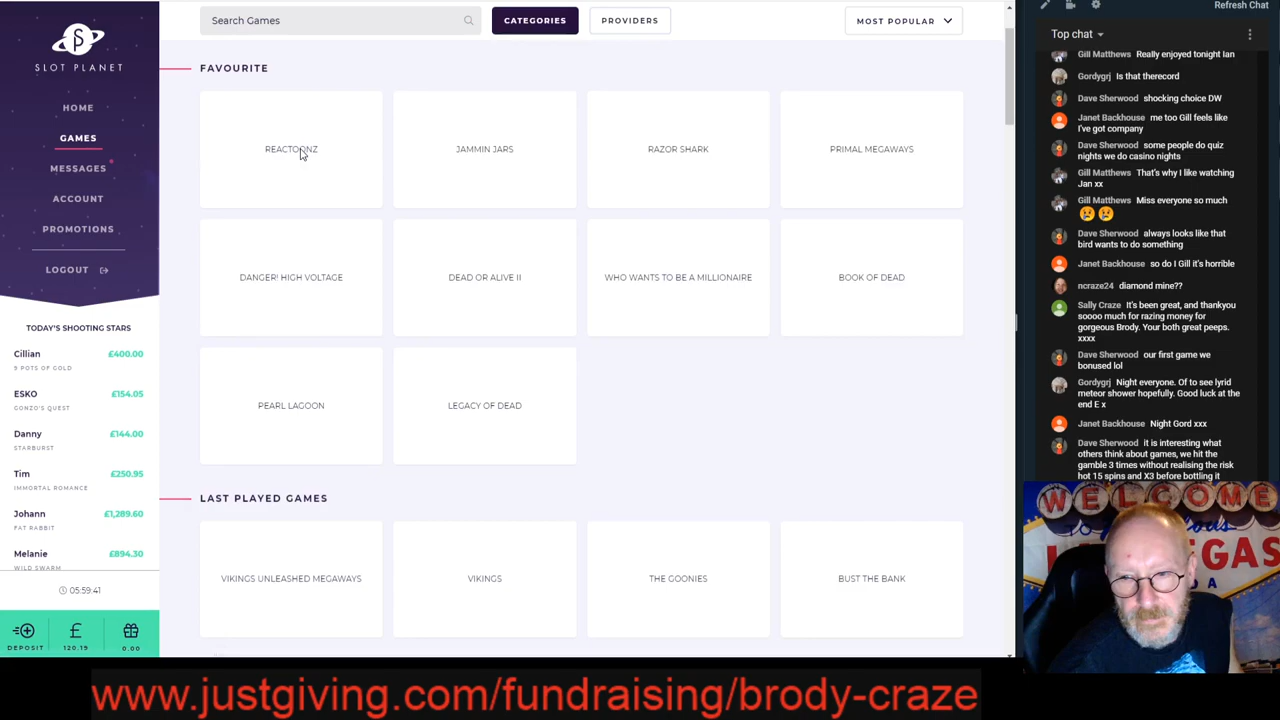 SLOT PLANET
HOME
GAMES
MESSAGES
ACCOUNT
PROMOTIONS
LOGOUT
TODAY'S SHOOTING STARS
Cillian £400.00
9 POTS OF GOLD
ESKO £154.05
GONZO'S QUEST
Danny £144.00
STARBURST
Tim £250.95
IMMORTAL ROMANCE
Johann £1,289.60
FAT RABBIT
Melanie £894.30
WILD SWARM
05:59:41
DEPOSIT £ 120.19 0.00
Search Games CATEGORIES PROVIDERS MOST POPULAR
FAVOURITE
REACTOONZ JAMMIN JARS RAZOR SHARK PRIMAL MEGAWAYS
DANGER! HIGH VOLTAGE DEAD OR ALIVE II WHO WANTS TO BE A MILLIONAIRE BOOK OF DEAD
PEARL LAGOON LEGACY OF DEAD
LAST PLAYED GAMES
VIKINGS UNLEASHED MEGAWAYS VIKINGS THE GOONIES BUST THE BANK
Refresh Chat
Top chat
Gill Matthews Really enjoyed tonight Ian
Gordygrj Is that therecord
Dave Sherwood shocking choice DW
Janet Backhouse me too Gill feels like
I've got company
Dave Sherwood some people do quiz
nights we do casino nights
Gill Matthews That's why I like watching
Jan xx
Gill Matthews Miss everyone so much
Dave Sherwood always looks like that
bird wants to do something
Janet Backhouse so do I Gill it's horrible
ncraze24 diamond mine??
Sally Craze It's been great, and thankyou
soooo much for razing money for
gorgeous Brody. Your both great peeps.
xxxx
Dave Sherwood our first game we
bonused lol
Gordygrj Night everyone. Of to see lyrid
meteor shower hopefully. Good luck at the
end E x
Janet Backhouse Night Gord xxx
Dave Sherwood it is interesting what
others think about games, we hit the
gamble 3 times without realising the risk
hot 15 spins and X3 before bottling it
WELCOME
www.justgiving.com/fundraising/brody-craze